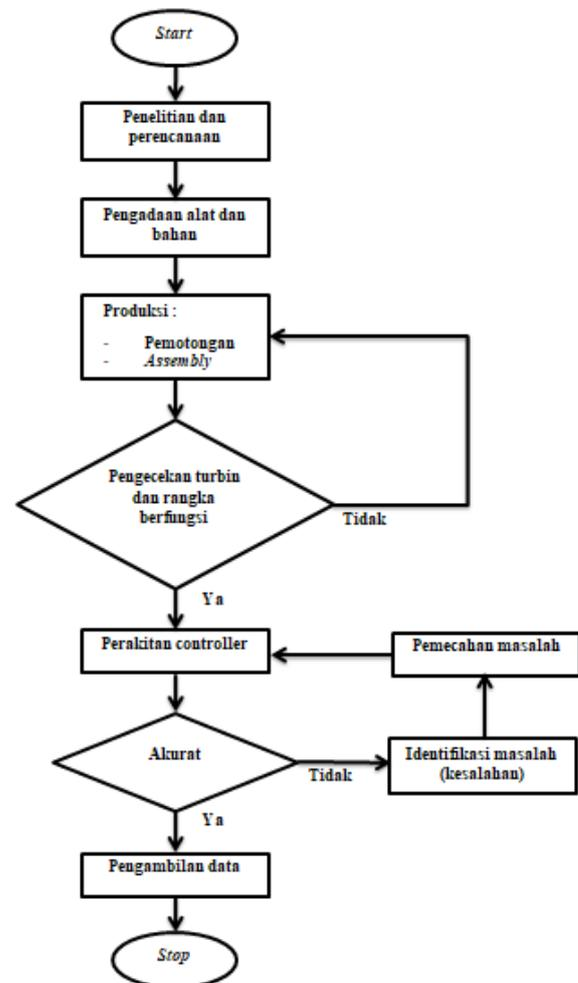 Start
Penelitian dan
perencanaan
Pengadaan alat dan
bahan
Produksi :
- Pemotongan
- Assembly
Pengecekan turbin
dan rangka
berfungsi
Tidak
Ya
Perakitan controller
Pemecahan masalah
Akurat
Tidak
Identifikasi masalah
(kesalahan)
Ya
Pengambilan data
Stop